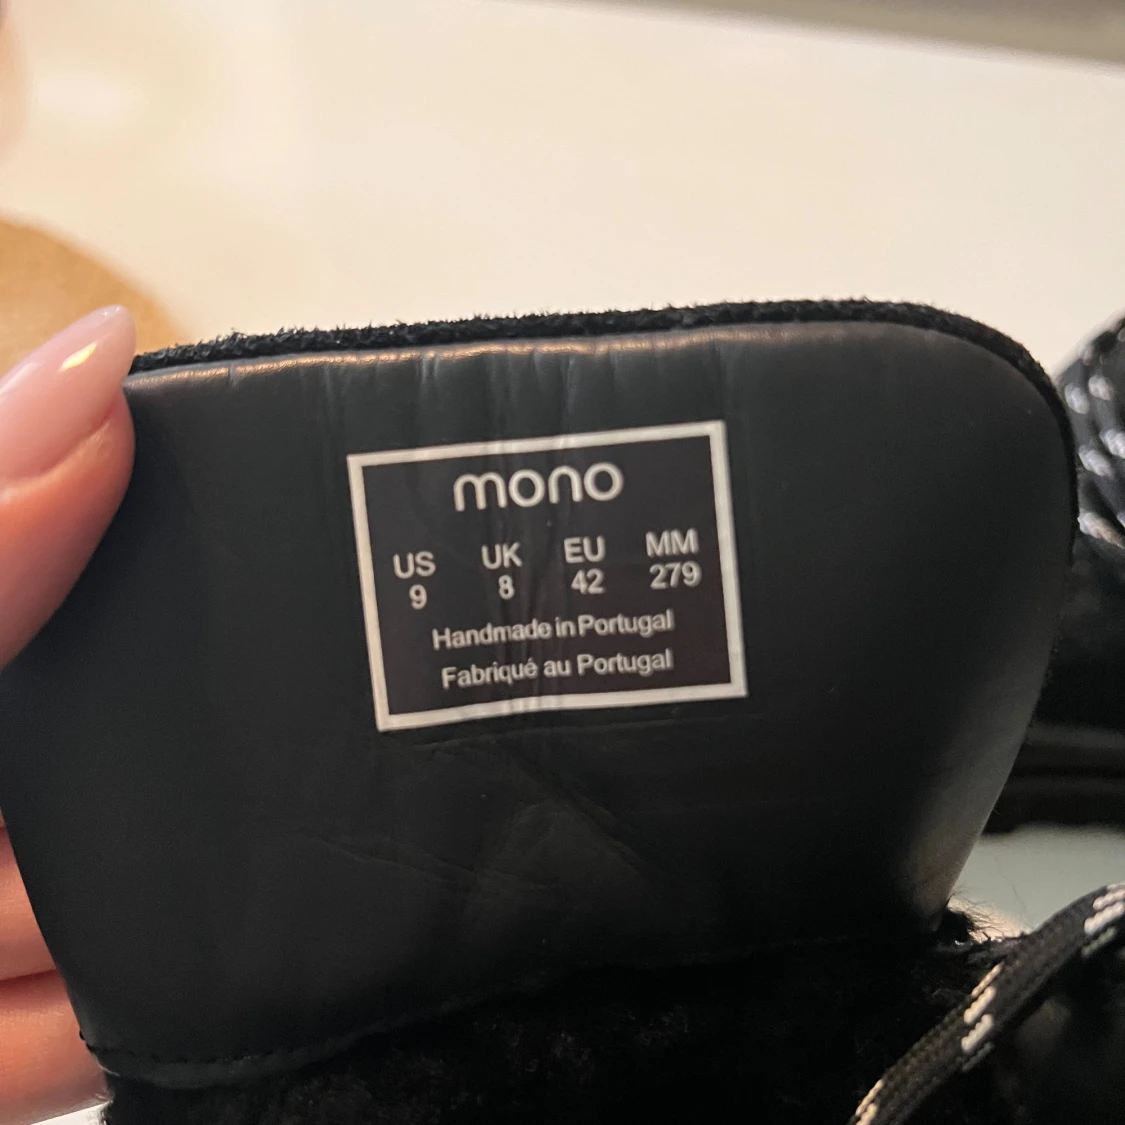 mono
US UK EU MM
9 8 42 279
Handmade in Portugal
Fabriqué au Portugal